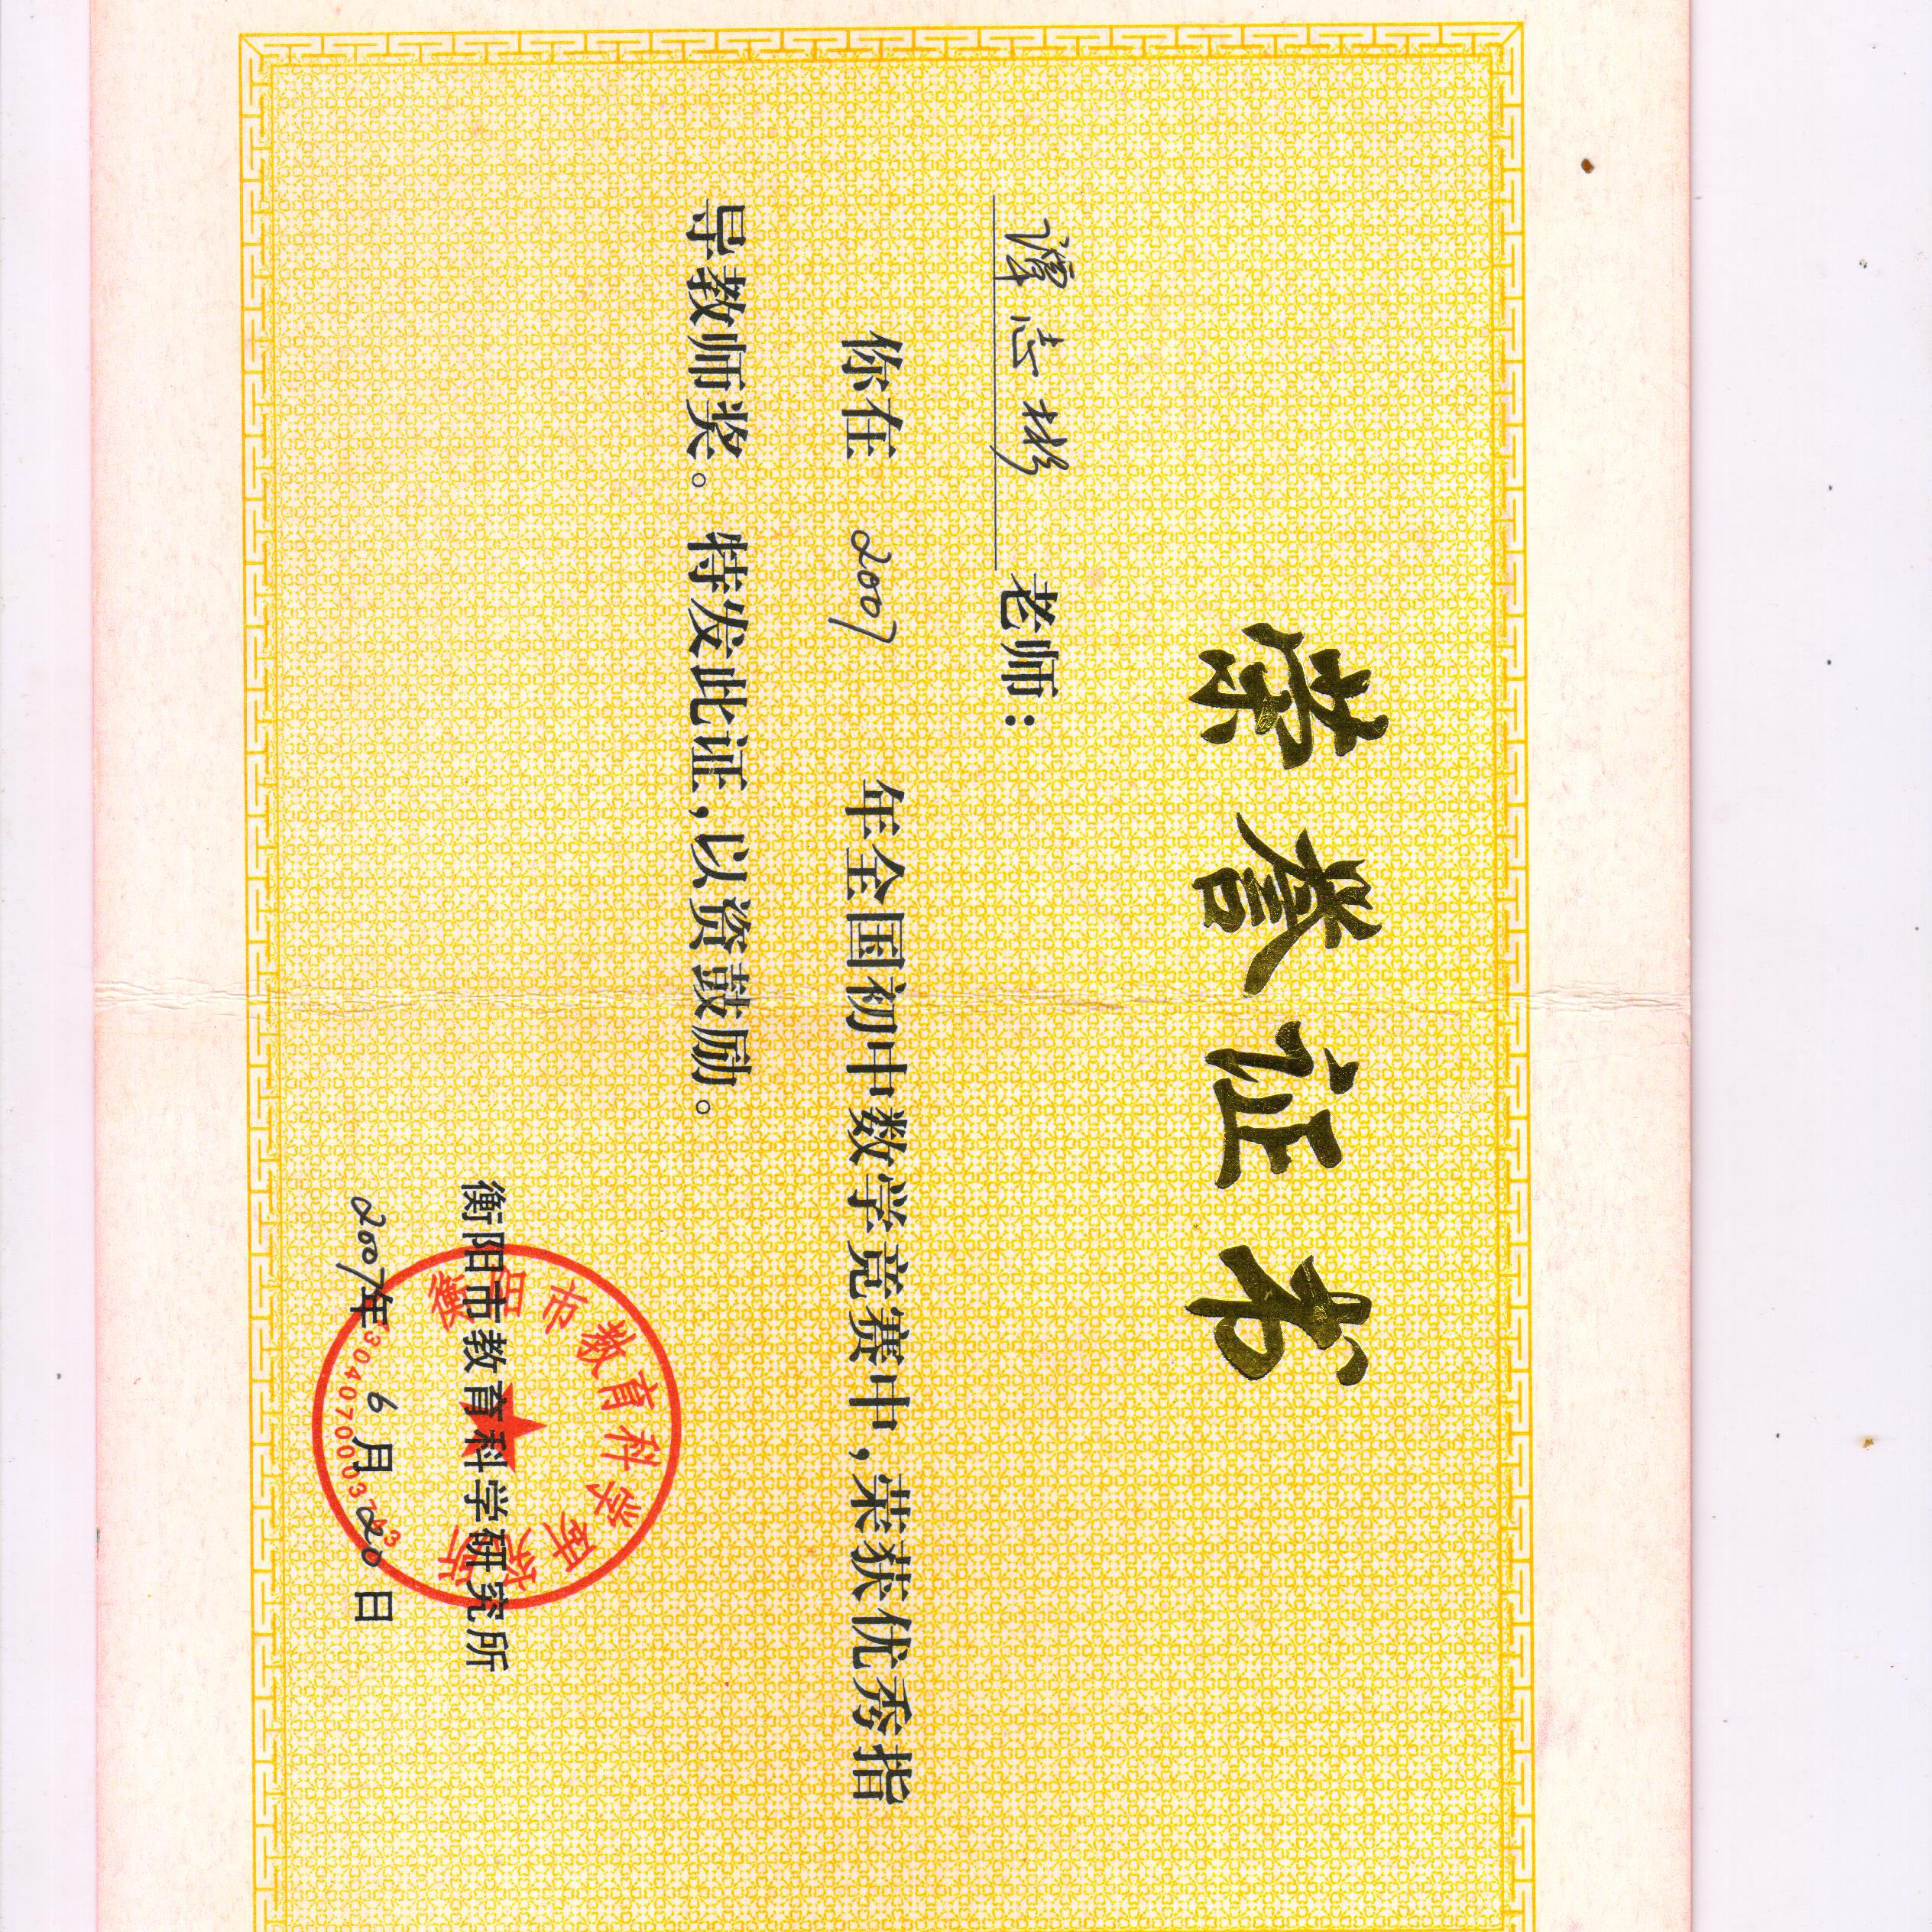 荣誉证书
谭志彬 老师：
你在 2007 年全国初中数学竞赛中，荣获优秀指
导教师奖。特发此证，以资鼓励。
衡阳市教育科学研究所
2007年 6 月 20 日
衡阳市教育科学研究所